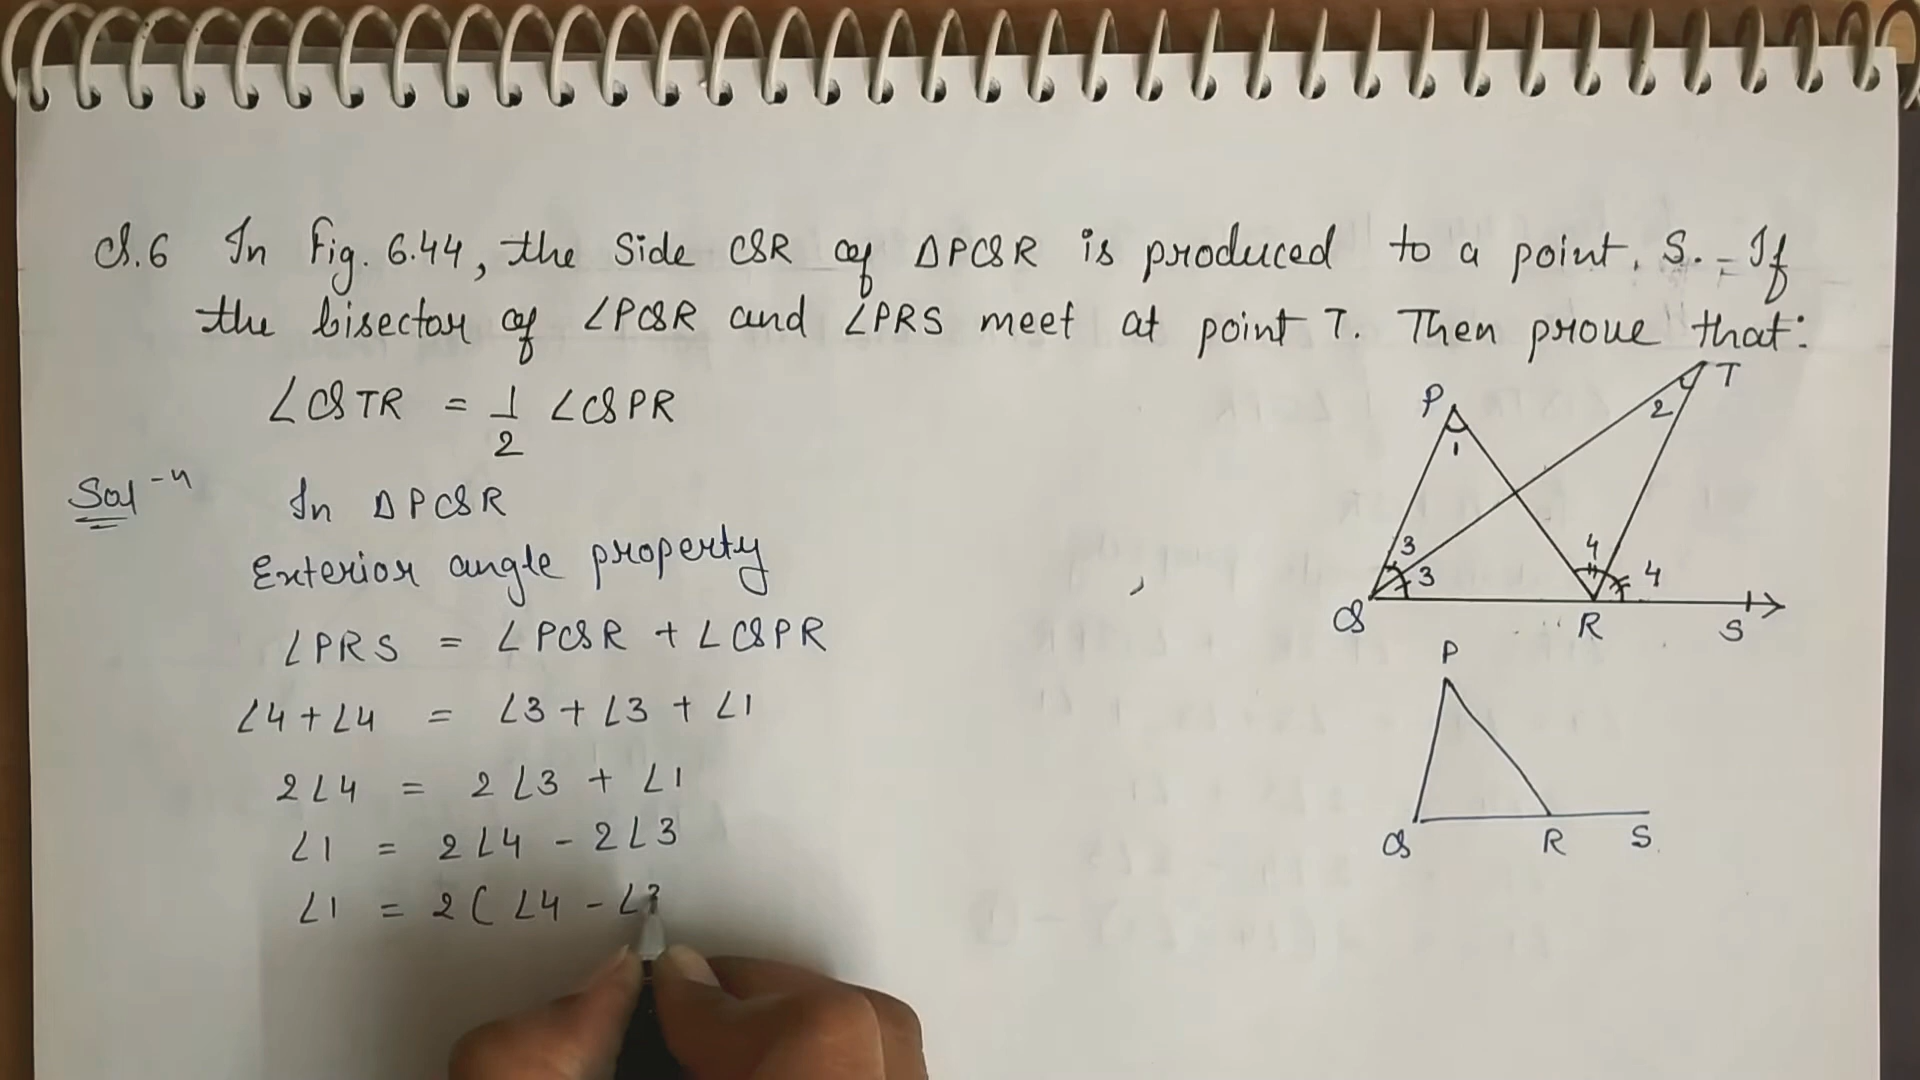 Q.6 In Fig. 6.44, the Side QR of ΔPQR is produced to a point S. If
the bisector of ∠PQR and ∠PRS meet at point T. Then prove that:
∠QTR = 1/2 ∠QPR
Sol-n In ΔPQR
Exterior angle property
∠PRS = ∠PQR + ∠QPR
∠4 + ∠4 = ∠3 + ∠3 + ∠1
2∠4 = 2∠3 + ∠1
∠1 = 2∠4 - 2∠3
∠1 = 2(∠4 - ∠3
P T
1 2
3 3 4 4
Q R S
P
Q R S